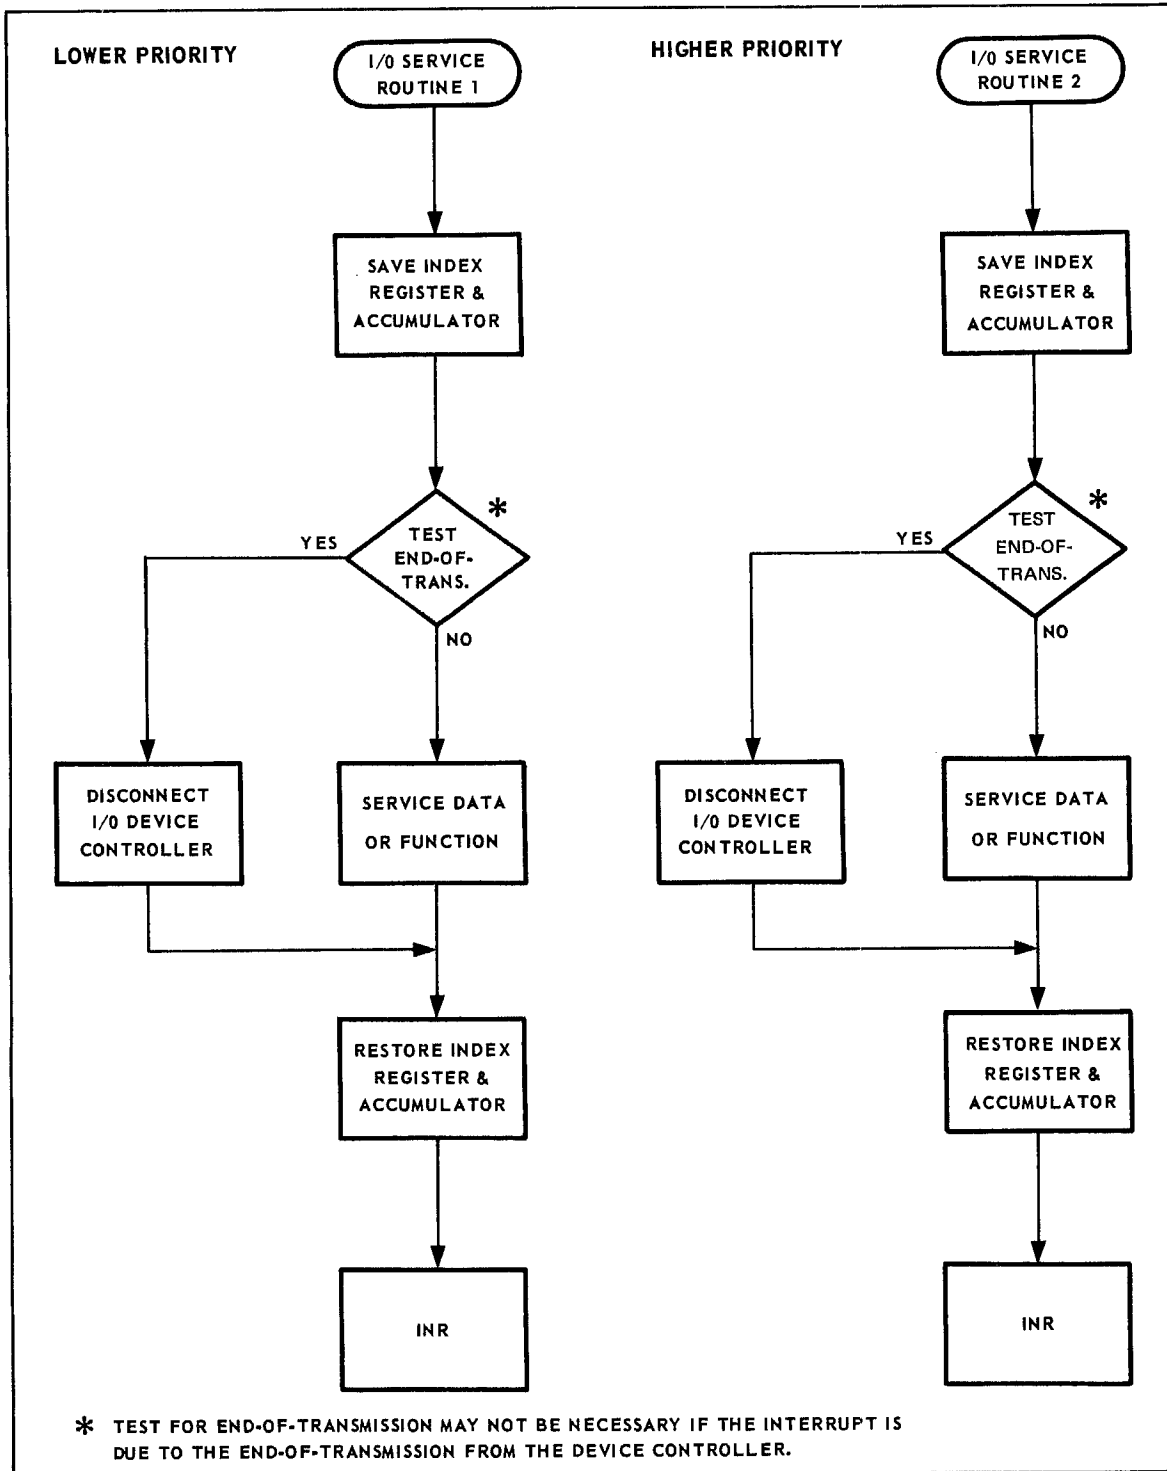 LOWER PRIORITY
I/O SERVICE
ROUTINE 1
SAVE INDEX
REGISTER &
ACCUMULATOR
*
TEST
END-OF-
TRANS.
YES
NO
DISCONNECT
I/O DEVICE
CONTROLLER
SERVICE DATA
OR FUNCTION
RESTORE INDEX
REGISTER &
ACCUMULATOR
INR
HIGHER PRIORITY
I/O SERVICE
ROUTINE 2
SAVE INDEX
REGISTER &
ACCUMULATOR
*
TEST
END-OF-
TRANS.
YES
NO
DISCONNECT
I/O DEVICE
CONTROLLER
SERVICE DATA
OR FUNCTION
RESTORE INDEX
REGISTER &
ACCUMULATOR
INR
* TEST FOR END-OF-TRANSMISSION MAY NOT BE NECESSARY IF THE INTERRUPT IS
DUE TO THE END-OF-TRANSMISSION FROM THE DEVICE CONTROLLER.